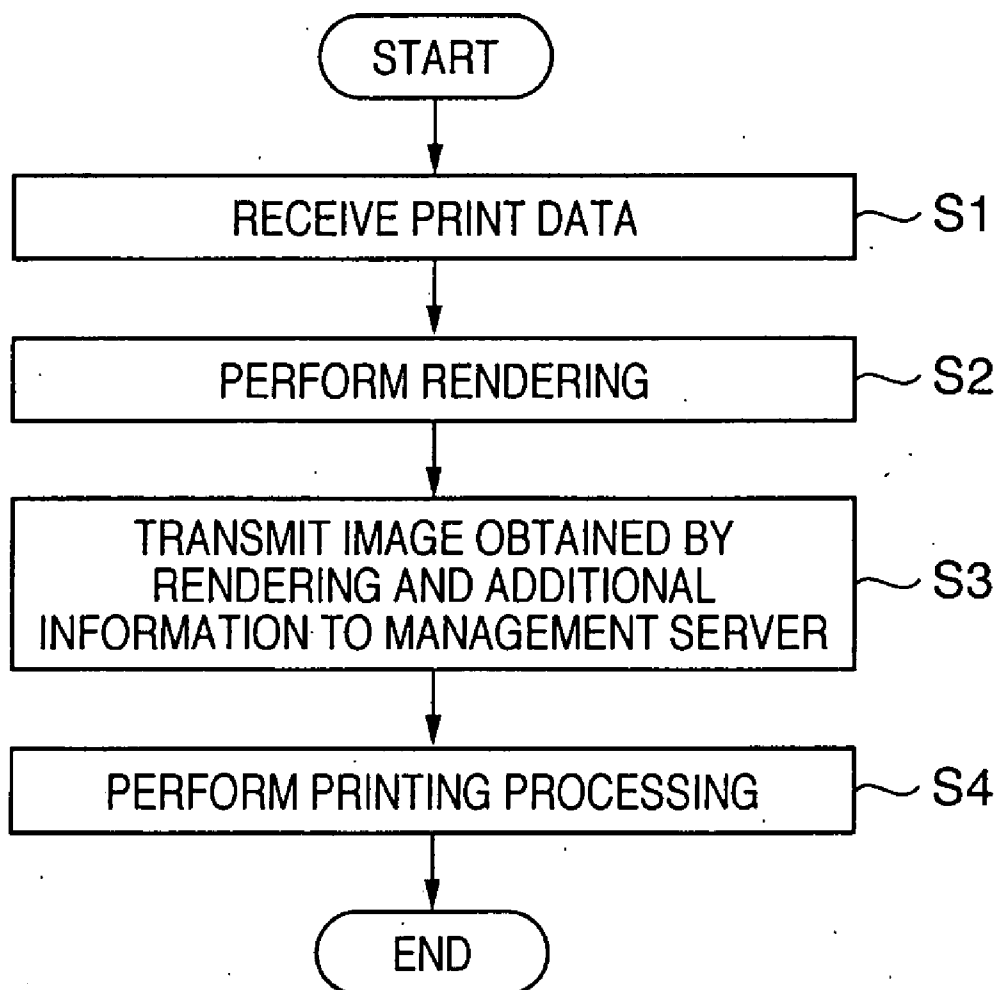 START
RECEIVE PRINT DATA
S1
PERFORM RENDERING
S2
TRANSMIT IMAGE OBTAINED BY
RENDERING AND ADDITIONAL
INFORMATION TO MANAGEMENT SERVER
S3
PERFORM PRINTING PROCESSING
S4
END